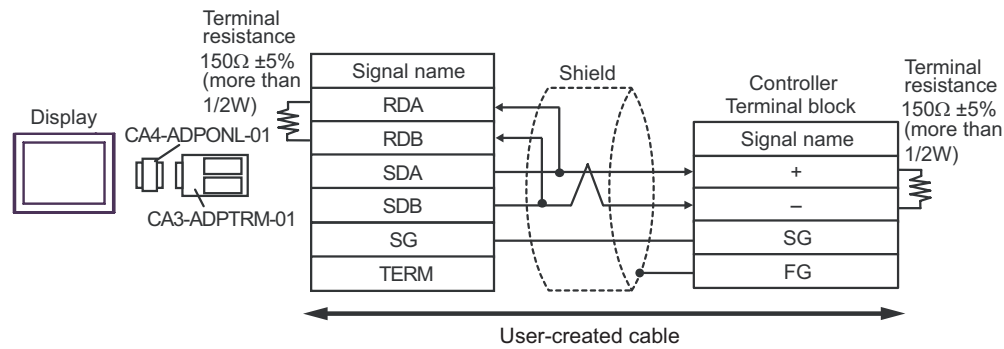 Terminal
resistance
150Ω ±5%
(more than
1/2W)
Display
CA4-ADPONL-01
CA3-ADPTRM-01
Signal name
RDA
RDB
SDA
SDB
SG
TERM
Shield
Controller
Terminal block
Signal name
+
–
SG
FG
Terminal
resistance
150Ω ±5%
(more than
1/2W)
User-created cable